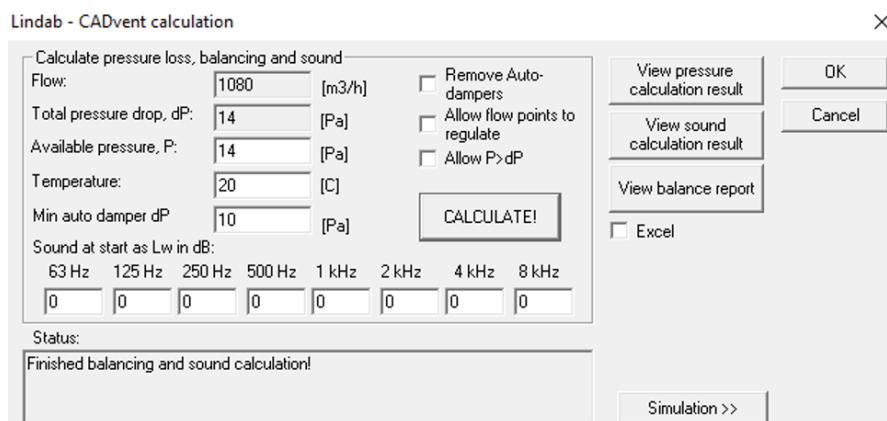 Lindab - CADvent calculation
Calculate pressure loss, balancing and sound
Flow: 1080 [m3/h]
Total pressure drop, dP: 14 [Pa]
Available pressure, P: 14 [Pa]
Temperature: 20 [C]
Min auto damper dP 10 [Pa]
Remove Auto-
dampers
Allow flow points to
regulate
Allow P>dP
CALCULATE!
Sound at start as Lw in dB:
63 Hz 125 Hz 250 Hz 500 Hz 1 kHz 2 kHz 4 kHz 8 kHz
0 0 0 0 0 0 0 0
View pressure
calculation result
View sound
calculation result
View balance report
Excel
OK
Cancel
Status:
Finished balancing and sound calculation!
Simulation >>